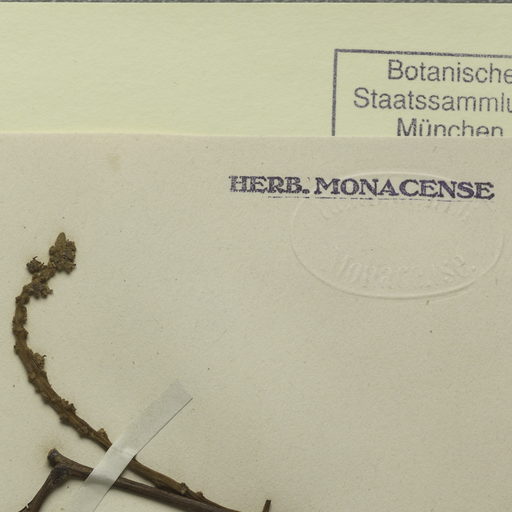 Botanische
Staatssammlu
München
HERB. MONACENSE